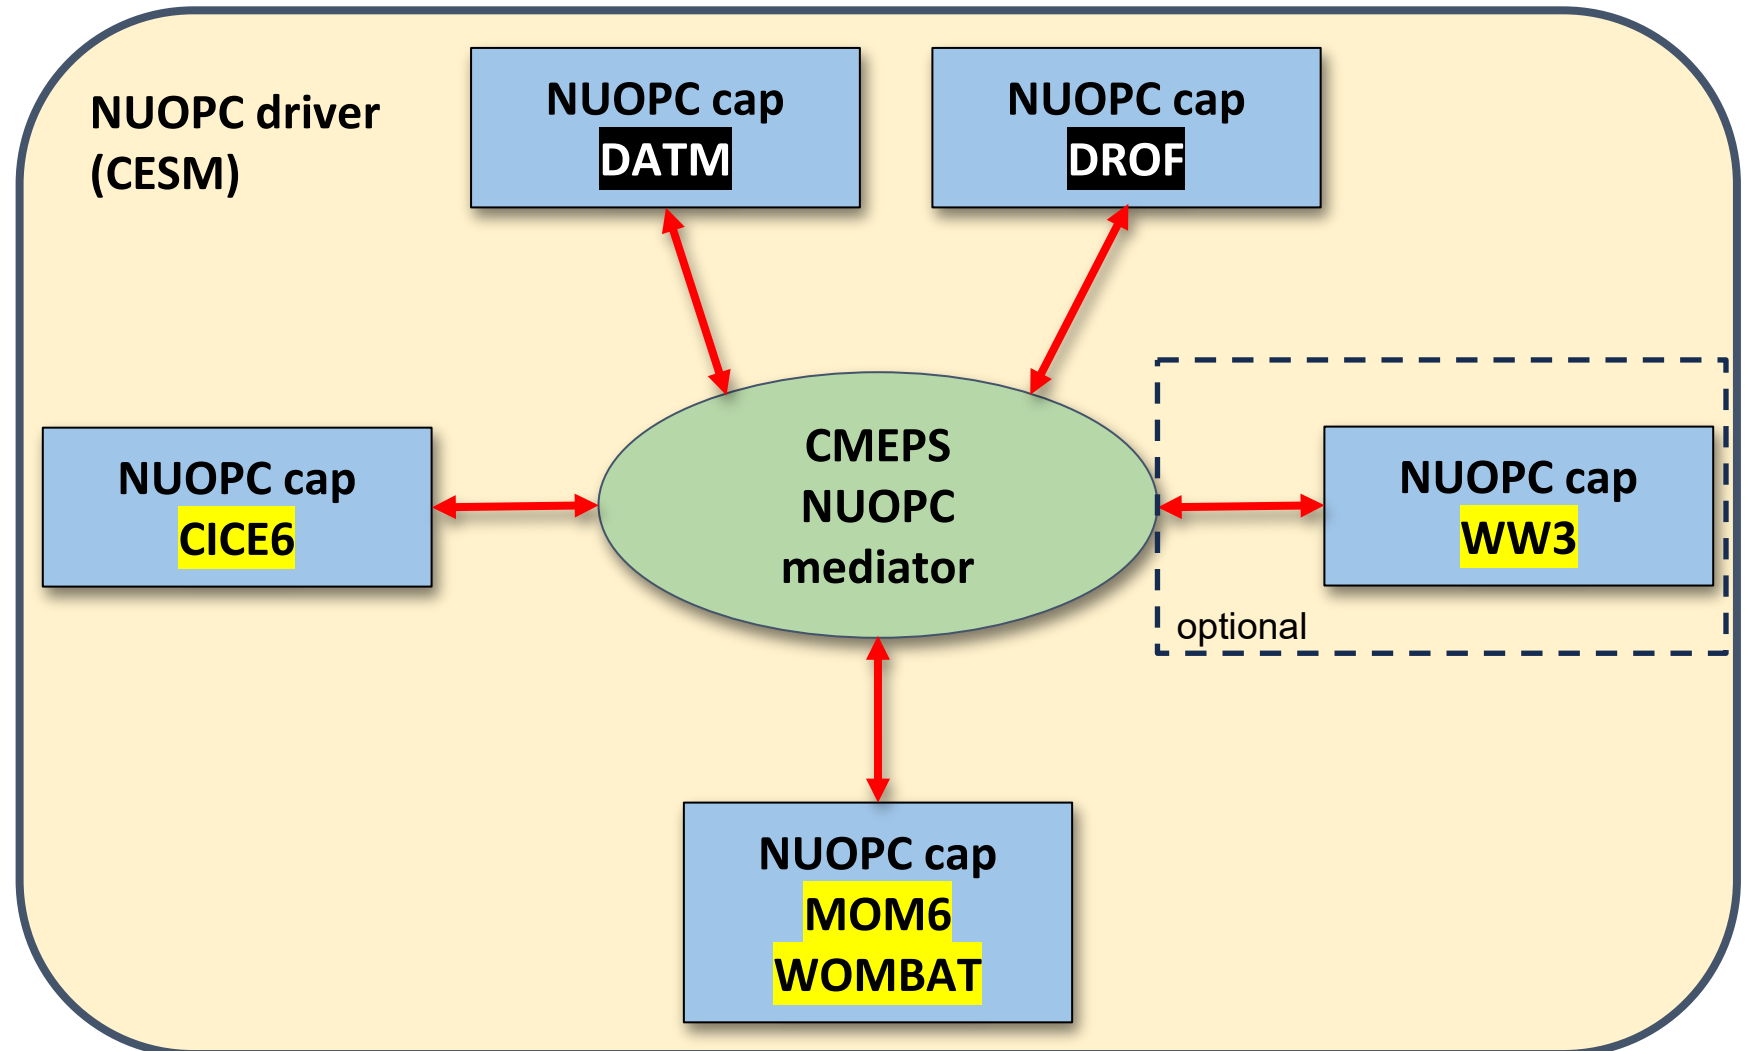 NUOPC driver
(CESM)
NUOPC cap
DATM
NUOPC cap
DROF
NUOPC cap
CICE6
CMEPS
NUOPC
mediator
NUOPC cap
WW3
optional
NUOPC cap
MOM6
WOMBAT